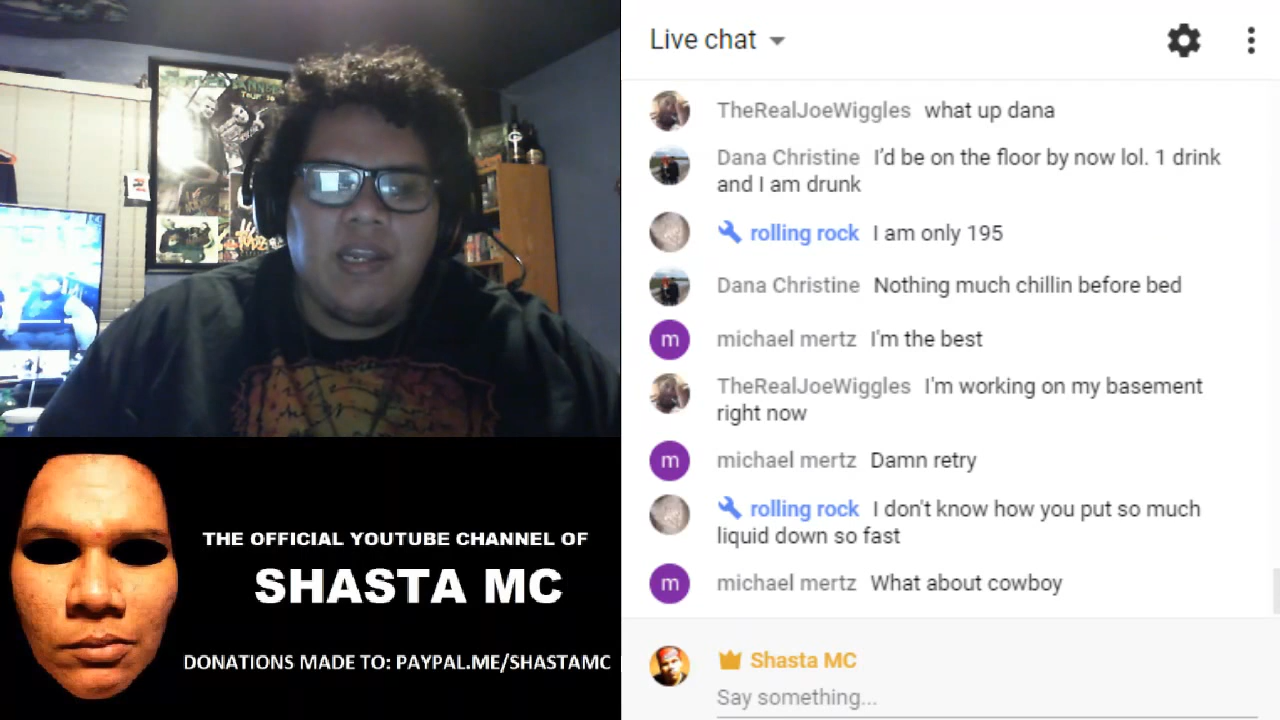 Live chat
TheRealJoeWiggles what up dana
Dana Christine I'd be on the floor by now lol. 1 drink
and I am drunk
rolling rock I am only 195
Dana Christine Nothing much chillin before bed
m michael mertz I'm the best
TheRealJoeWiggles I'm working on my basement
right now
m michael mertz Damn retry
rolling rock I don't know how you put so much
liquid down so fast
m michael mertz What about cowboy
Shasta MC
Say something...
THE OFFICIAL YOUTUBE CHANNEL OF
SHASTA MC
DONATIONS MADE TO: PAYPAL.ME/SHASTAMC